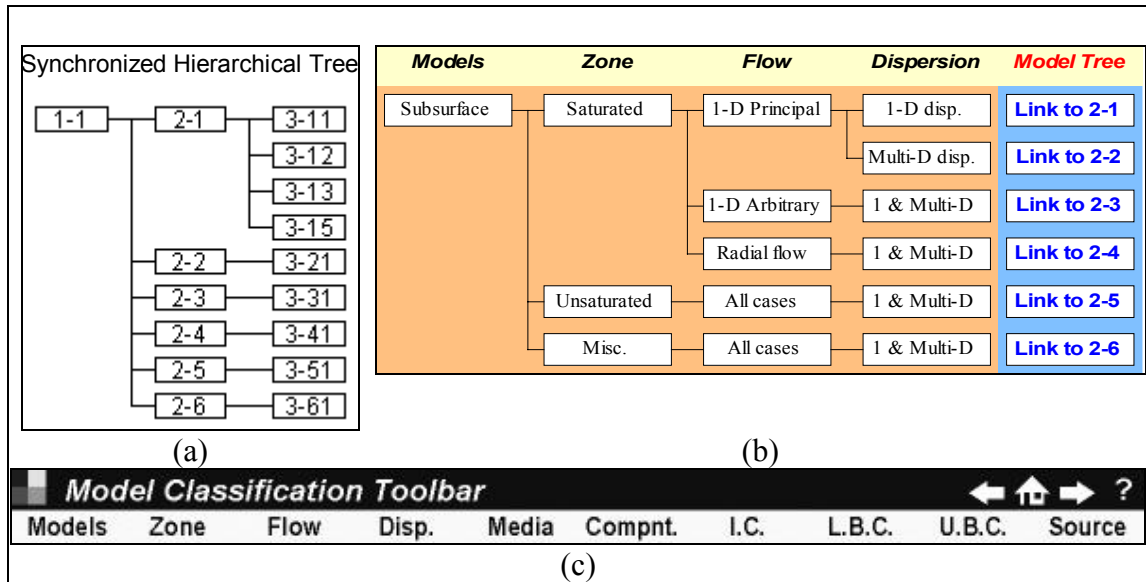 Synchronized Hierarchical Tree
1-1 2-1 3-11
3-12
3-13
3-15
2-2 3-21
2-3 3-31
2-4 3-41
2-5 3-51
2-6 3-61
(a)
Models Zone Flow Dispersion Model Tree
Subsurface Saturated 1-D Principal 1-D disp. Link to 2-1
Multi-D disp. Link to 2-2
1-D Arbitrary 1 & Multi-D Link to 2-3
Radial flow 1 & Multi-D Link to 2-4
Unsaturated All cases 1 & Multi-D Link to 2-5
Misc. All cases 1 & Multi-D Link to 2-6
(b)
Model Classification Toolbar ?
Models Zone Flow Disp. Media Compnt. I.C. L.B.C. U.B.C. Source
(c)